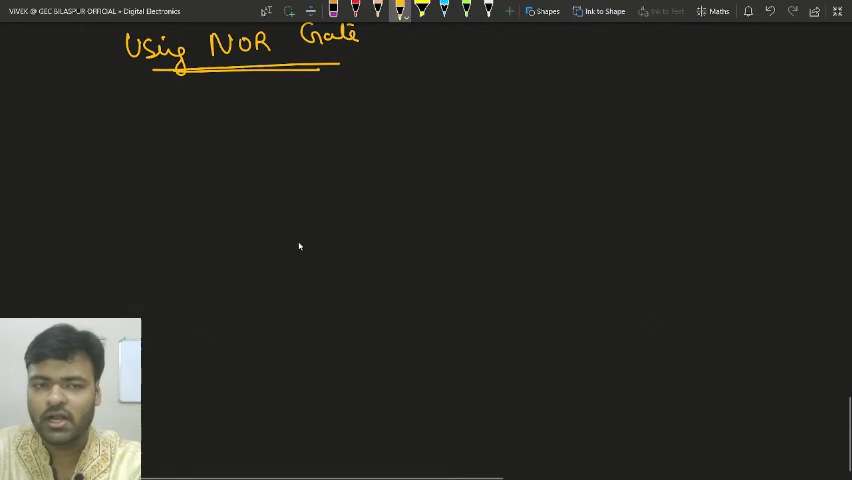 VIVEK @ GEC BILASPUR OFFICIAL » Digital Electronics
Shapes
Ink to Shape
Ink to Text
Maths
Using NOR Gate